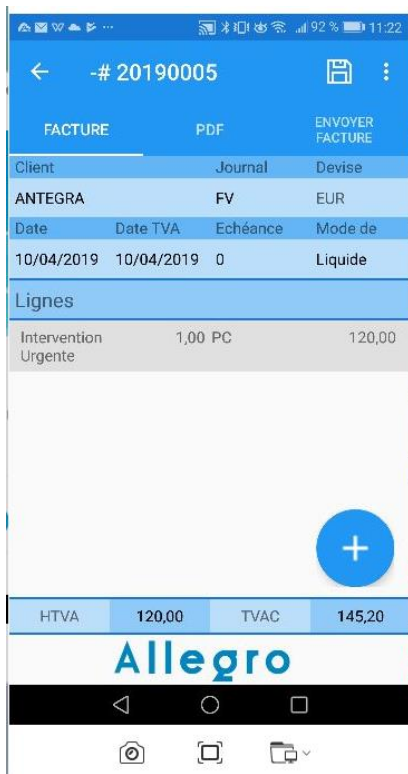 92 % 11:22
-# 20190005
FACTURE PDF ENVOYER FACTURE
Client Journal Devise
ANTEGRA FV EUR
Date Date TVA Echéance Mode de
10/04/2019 10/04/2019 0 Liquide
Lignes
Intervention 1,00 PC 120,00
Urgente
HTVA 120,00 TVAC 145,20
Allegro